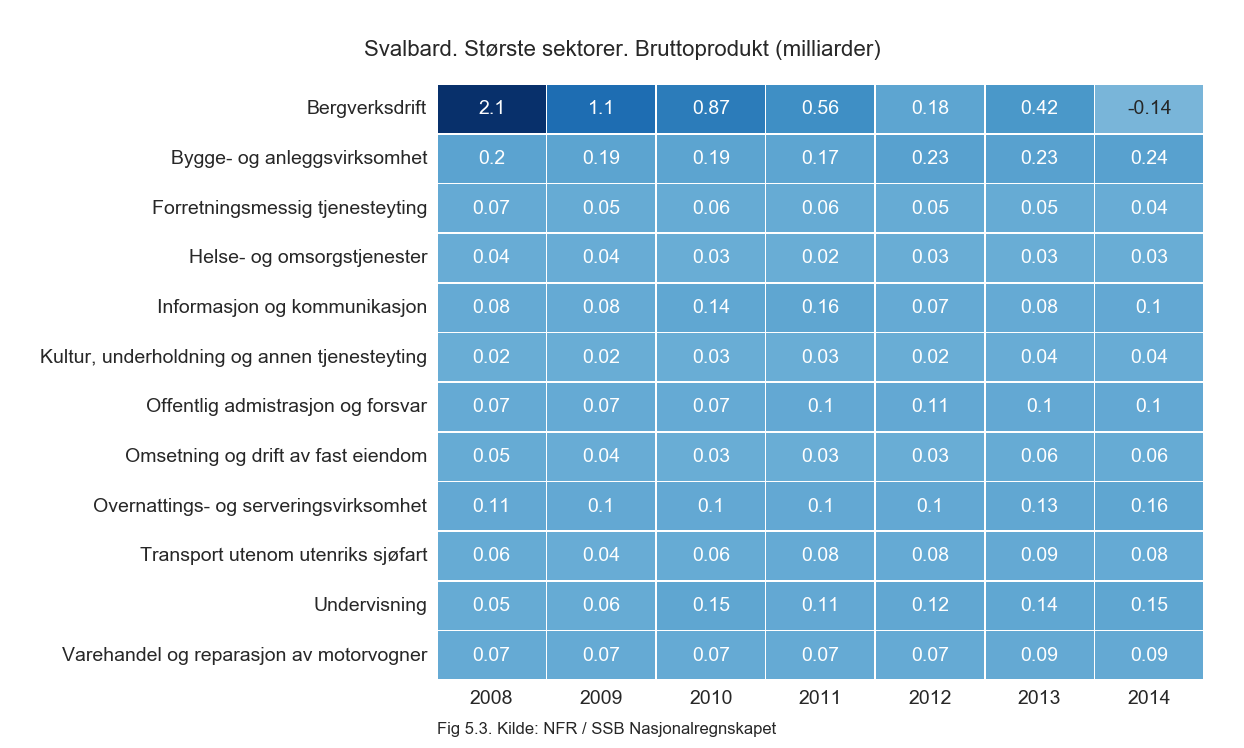 Svalbard. Største sektorer. Bruttoprodukt (milliarder)
Bergverksdrift 2.1 1.1 0.87 0.56 0.18 0.42 -0.14
Bygge- og anleggsvirksomhet 0.2 0.19 0.19 0.17 0.23 0.23 0.24
Forretningsmessig tjenesteyting 0.07 0.05 0.06 0.06 0.05 0.05 0.04
Helse- og omsorgstjenester 0.04 0.04 0.03 0.02 0.03 0.03 0.03
Informasjon og kommunikasjon 0.08 0.08 0.14 0.16 0.07 0.08 0.1
Kultur, underholdning og annen tjenesteyting 0.02 0.02 0.03 0.03 0.02 0.04 0.04
Offentlig admistrasjon og forsvar 0.07 0.07 0.07 0.1 0.11 0.1 0.1
Omsetning og drift av fast eiendom 0.05 0.04 0.03 0.03 0.03 0.06 0.06
Overnattings- og serveringsvirksomhet 0.11 0.1 0.1 0.1 0.1 0.13 0.16
Transport utenom utenriks sjøfart 0.06 0.04 0.06 0.08 0.08 0.09 0.08
Undervisning 0.05 0.06 0.15 0.11 0.12 0.14 0.15
Varehandel og reparasjon av motorvogner 0.07 0.07 0.07 0.07 0.07 0.09 0.09
2008 2009 2010 2011 2012 2013 2014
Fig 5.3. Kilde: NFR / SSB Nasjonalregnskapet